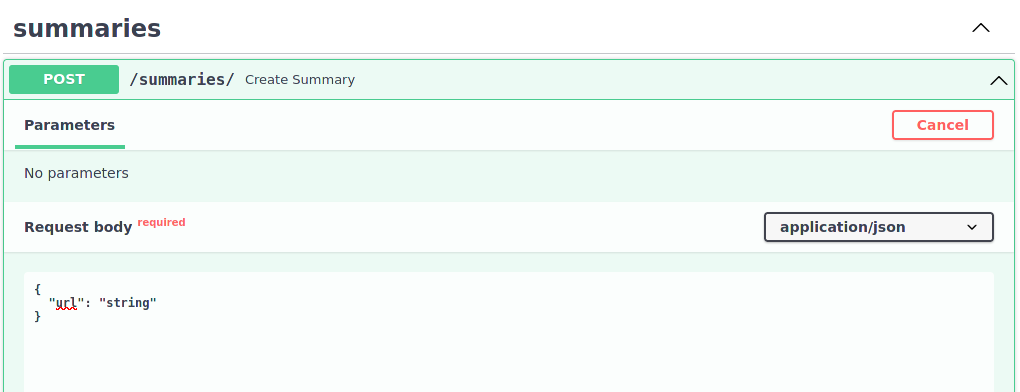 summaries
POST /summaries/ Create Summary
Parameters Cancel
No parameters
Request body required application/json
{
"url": "string"
}